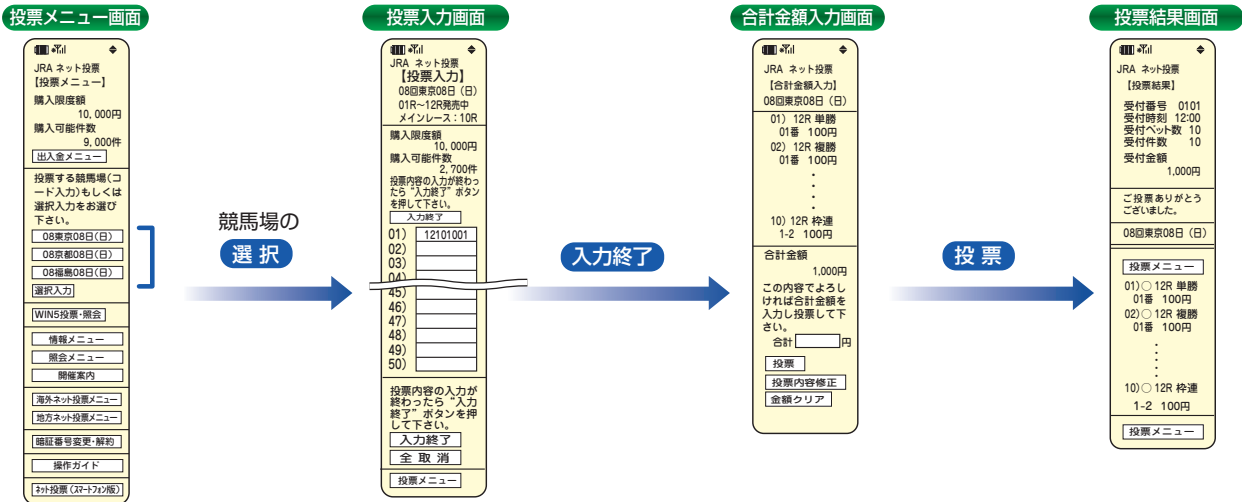 投票メニュー画面
JRA ネット投票
【投票メニュー】
購入限度額
10,000円
購入可能件数
9,000件
出入金メニュー
投票する競馬場(コ
ード入力)もしくは
選択入力をお選び
下さい。
08東京08日(日)
08京都08日(日)
08福島08日(日)
選択入力
WIN5投票・照会
情報メニュー
照会メニュー
開催案内
海外ネット投票メニュー
地方ネット投票メニュー
暗証番号変更・解約
操作ガイド
ネット投票(スマートフォン版)
競馬場の
選 択
投票入力画面
JRA ネット投票
【投票入力】
08回東京08日(日)
01R～12R発売中
メインレース:10R
購入限度額
10,000円
購入可能件数
2,700件
投票内容の入力が終わっ
たら“入力終了”ボタン
を押して下さい。
入力終了
01) 12101001
02)
03)
04)
45)
46)
47)
48)
49)
50)
投票内容の入力が
終わったら“入力
終了”ボタンを押
して下さい。
入力終了
全 取 消
投票メニュー
入力終了
合計金額入力画面
JRA ネット投票
【合計金額入力】
08回東京08日(日)
01) 12R 単勝
01番 100円
02) 12R 複勝
01番 100円
・
・
・
・
10) 12R 枠連
1-2 100円
合計金額
1,000円
この内容でよろし
ければ合計金額を
入力し投票して下
さい。
合計 円
投票
投票内容修正
金額クリア
投 票
投票結果画面
JRA ネット投票
【投票結果】
受付番号 0101
受付時刻 12:00
受付ベット数 10
受付件数 10
受付金額
1,000円
ご投票ありがとう
ございました。
08回東京08日(日)
投票メニュー
01)○ 12R 単勝
01番 100円
02)○ 12R 複勝
01番 100円
・
・
・
・
10)○ 12R 枠連
1-2 100円
投票メニュー